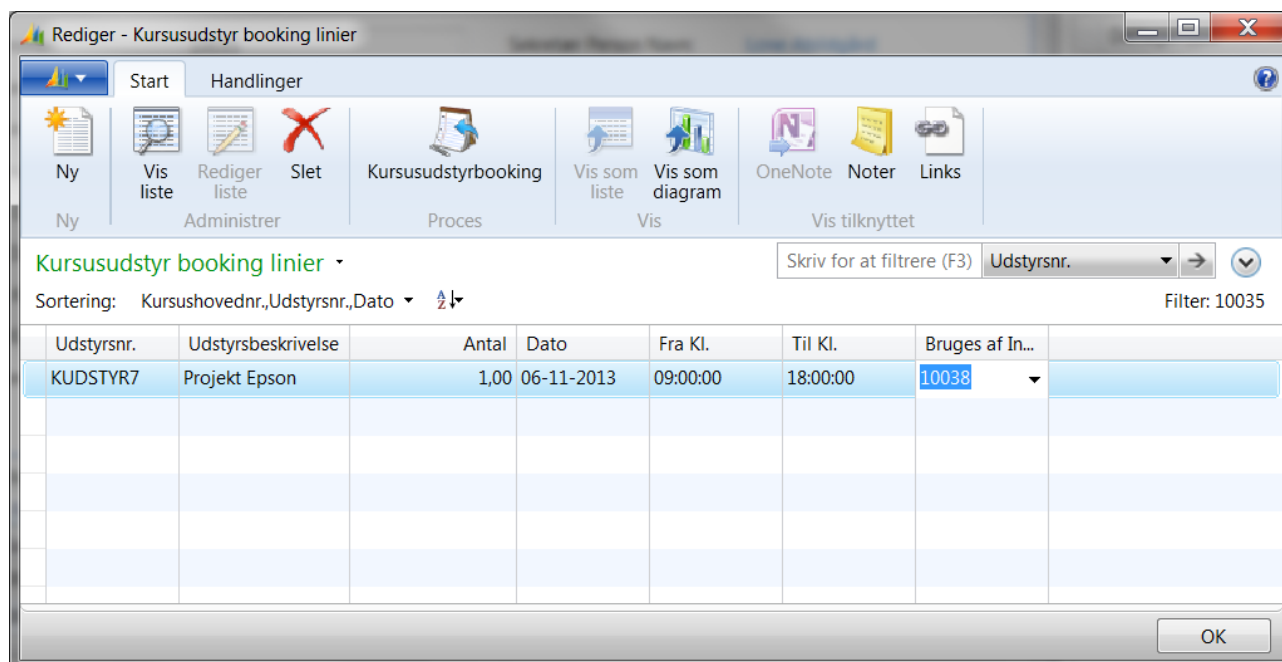 Rediger - Kursusudstyr booking linier
Start Handlinger
Ny Vis liste Rediger liste Slet Kursusudstyrbooking Vis som liste Vis som diagram OneNote Noter Links
Ny Administrer Proces Vis Vis tilknyttet
Kursusudstyr booking linier Skriv for at filtrere (F3) Udstyrsnr.
Sortering: Kursushovednr.,Udstyrsnr.,Dato Filter: 10035
Udstyrsnr. Udstyrsbeskrivelse Antal Dato Fra Kl. Til Kl. Bruges af In...
KUDSTYR7 Projekt Epson 1,00 06-11-2013 09:00:00 18:00:00 10038
OK